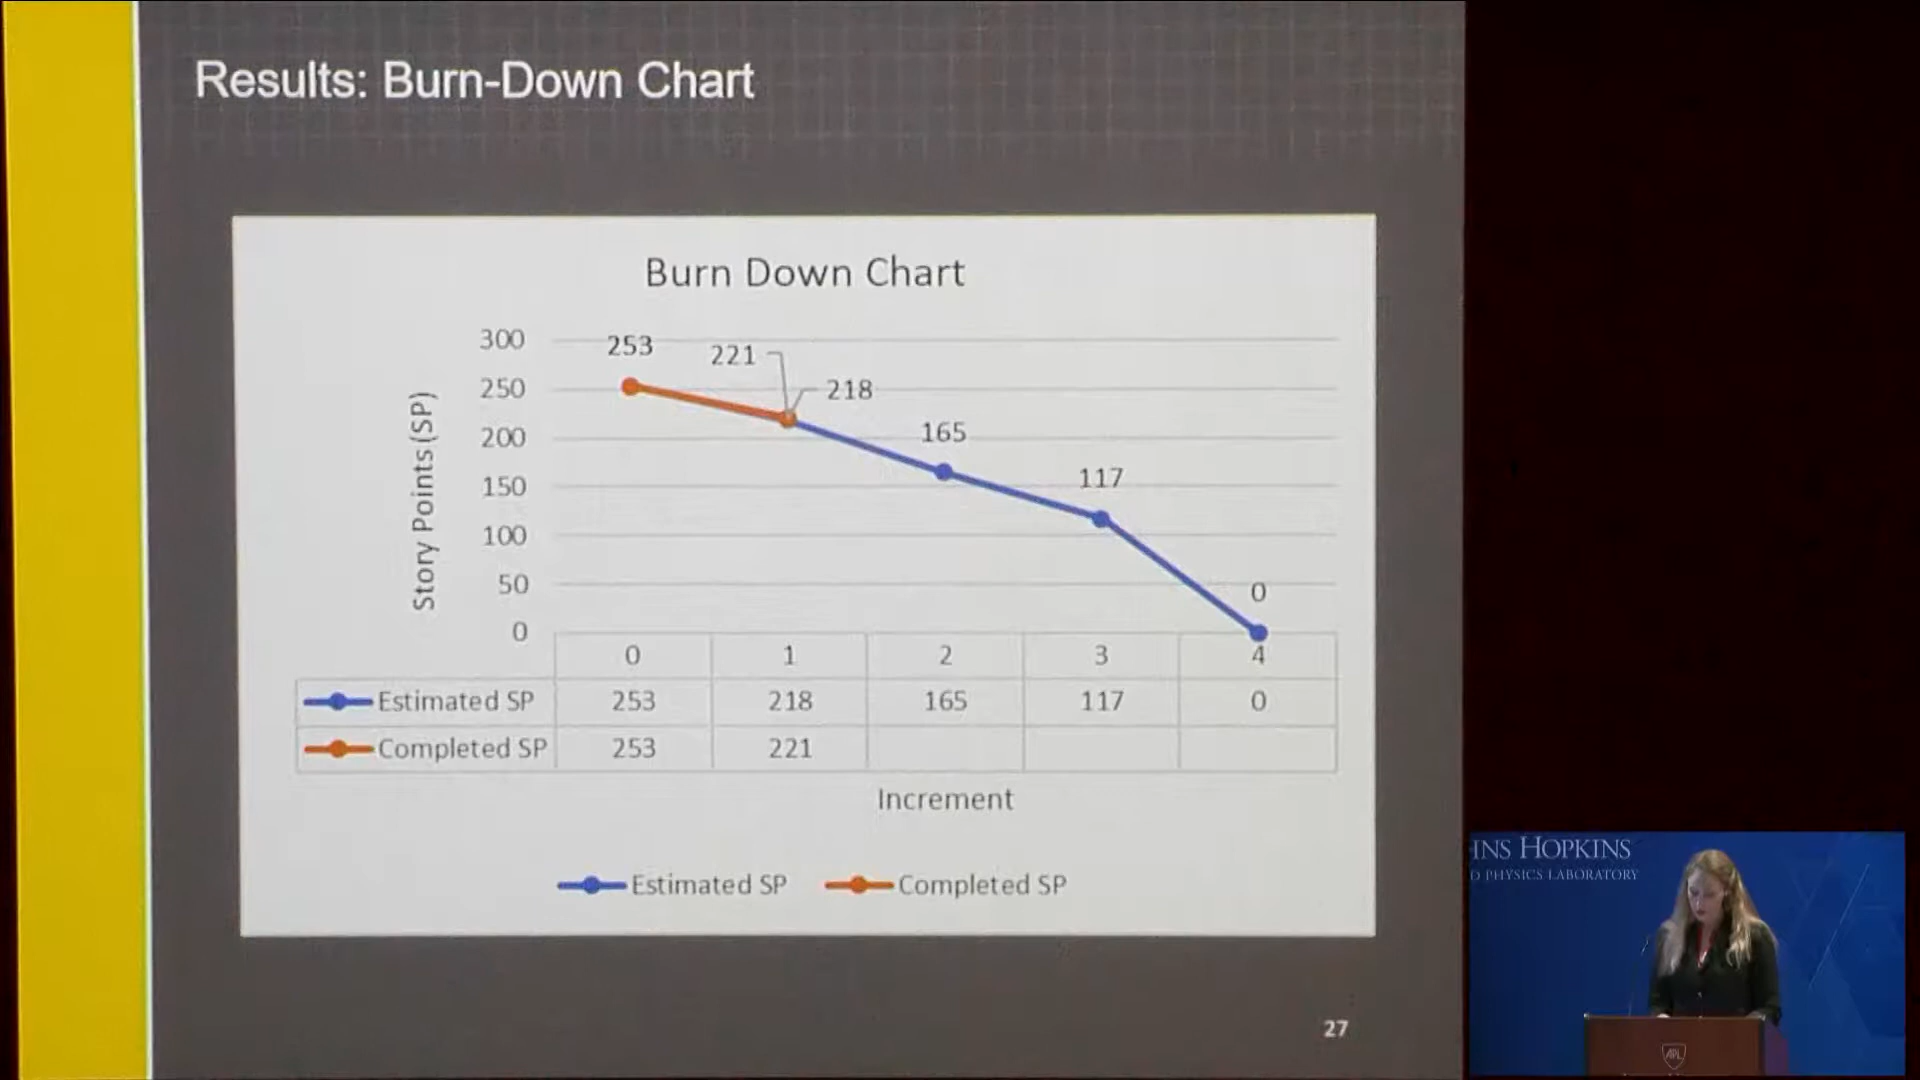 Results: Burn-Down Chart
Burn Down Chart
Story Points (SP)
300
250
200
150
100
50
0
253
221
218
165
117
0
0 1 2 3 4
Estimated SP 253 218 165 117 0
Completed SP 253 221
Increment
Estimated SP Completed SP
27
INS HOPKINS
D PHYSICS LABORATORY
APL